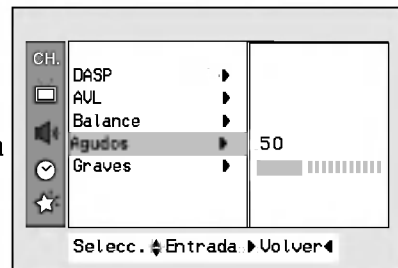 CH.
DASP
AVL
Balance
Agudos
Graves
50
Selecc. Entrada Volver